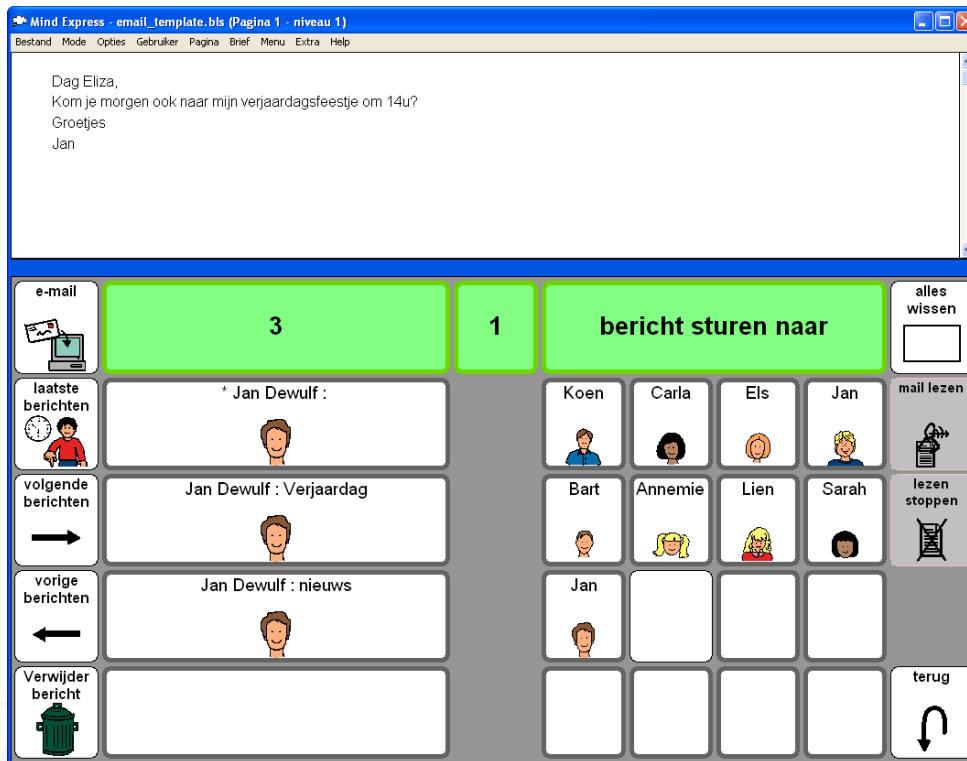 Mind Express - email_template.bls (Pagina 1 - niveau 1)
Bestand Mode Opties Gebruiker Pagina Brief Menu Extra Help
Dag Eliza,
Kom je morgen ook naar mijn verjaardagsfeestje om 14u?
Groetjes
Jan
e-mail
3
1
bericht sturen naar
alles
wissen
laatste
berichten
* Jan Dewulf :
Koen
Carla
Els
Jan
mail lezen
volgende
berichten
Jan Dewulf : Verjaardag
Bart
Annemie
Lien
Sarah
lezen
stoppen
vorige
berichten
Jan Dewulf : nieuws
Jan
Verwijder
bericht
terug